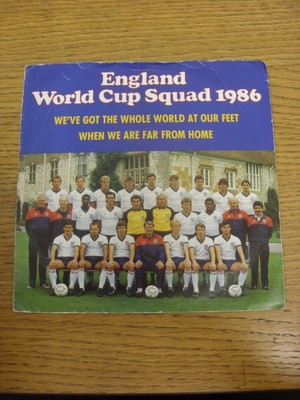 England
World Cup Squad 1986
WE'VE GOT THE WHOLE WORLD AT OUR FEET
WHEN WE ARE FAR FROM HOME